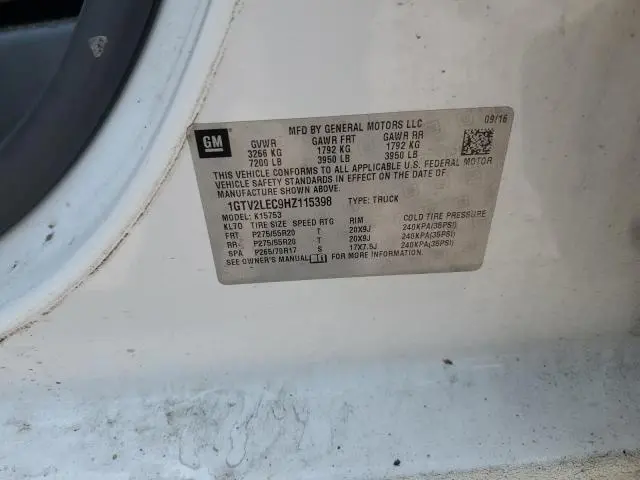 MFD BY GENERAL MOTORS LLC 09/16
GM
GVWR GAWR FRT GAWR RR
3266 KG 1792 KG 1792 KG
7200 LB 3950 LB 3950 LB
THIS VEHICLE CONFORMS TO ALL APPLICABLE U.S. FEDERAL MOTOR
VEHICLE SAFETY STANDARDS IN EFFECT ON THE DATE OF
MANUFACTURE SHOWN ABOVE.
1GTV2LEC9HZ115398 TYPE: TRUCK
MODEL: K15753
KL70 TIRE SIZE SPEED RTG RIM COLD TIRE PRESSURE
FRT P275/55R20 T 20X9J 240KPA(35PSI)
RR P275/55R20 T 20X9J 240KPA(35PSI)
SPA P265/70R17 S 17X7.5J 240KPA(35PSI)
SEE OWNER'S MANUAL FOR MORE INFORMATION.